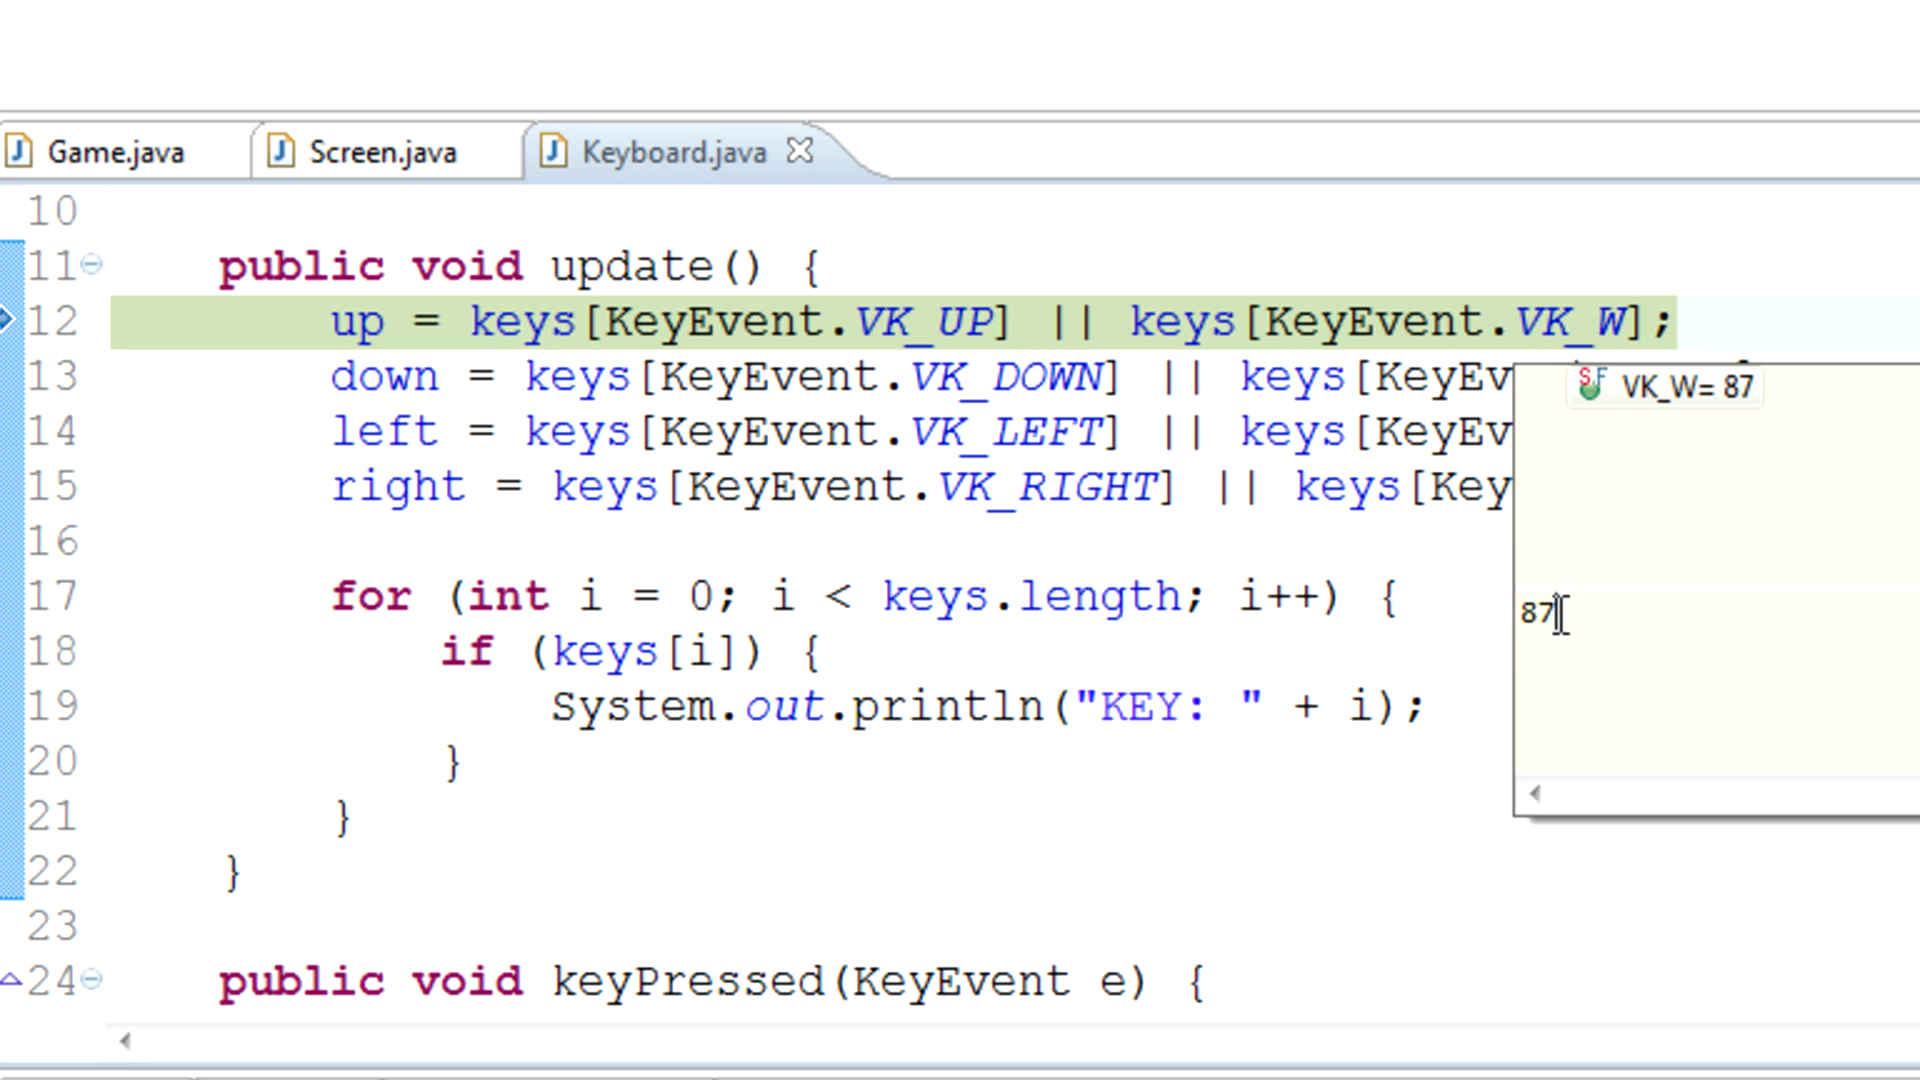 Game.java Screen.java Keyboard.java
10
11 public void update() {
12 up = keys[KeyEvent.VK_UP] || keys[KeyEvent.VK_W];
13 down = keys[KeyEvent.VK_DOWN] || keys[KeyEv
14 left = keys[KeyEvent.VK_LEFT] || keys[KeyEv
15 right = keys[KeyEvent.VK_RIGHT] || keys[Key
16
17 for (int i = 0; i < keys.length; i++) {
18 if (keys[i]) {
19 System.out.println("KEY: " + i);
20 }
21 }
22 }
23
24 public void keyPressed(KeyEvent e) {
VK_W= 87
87